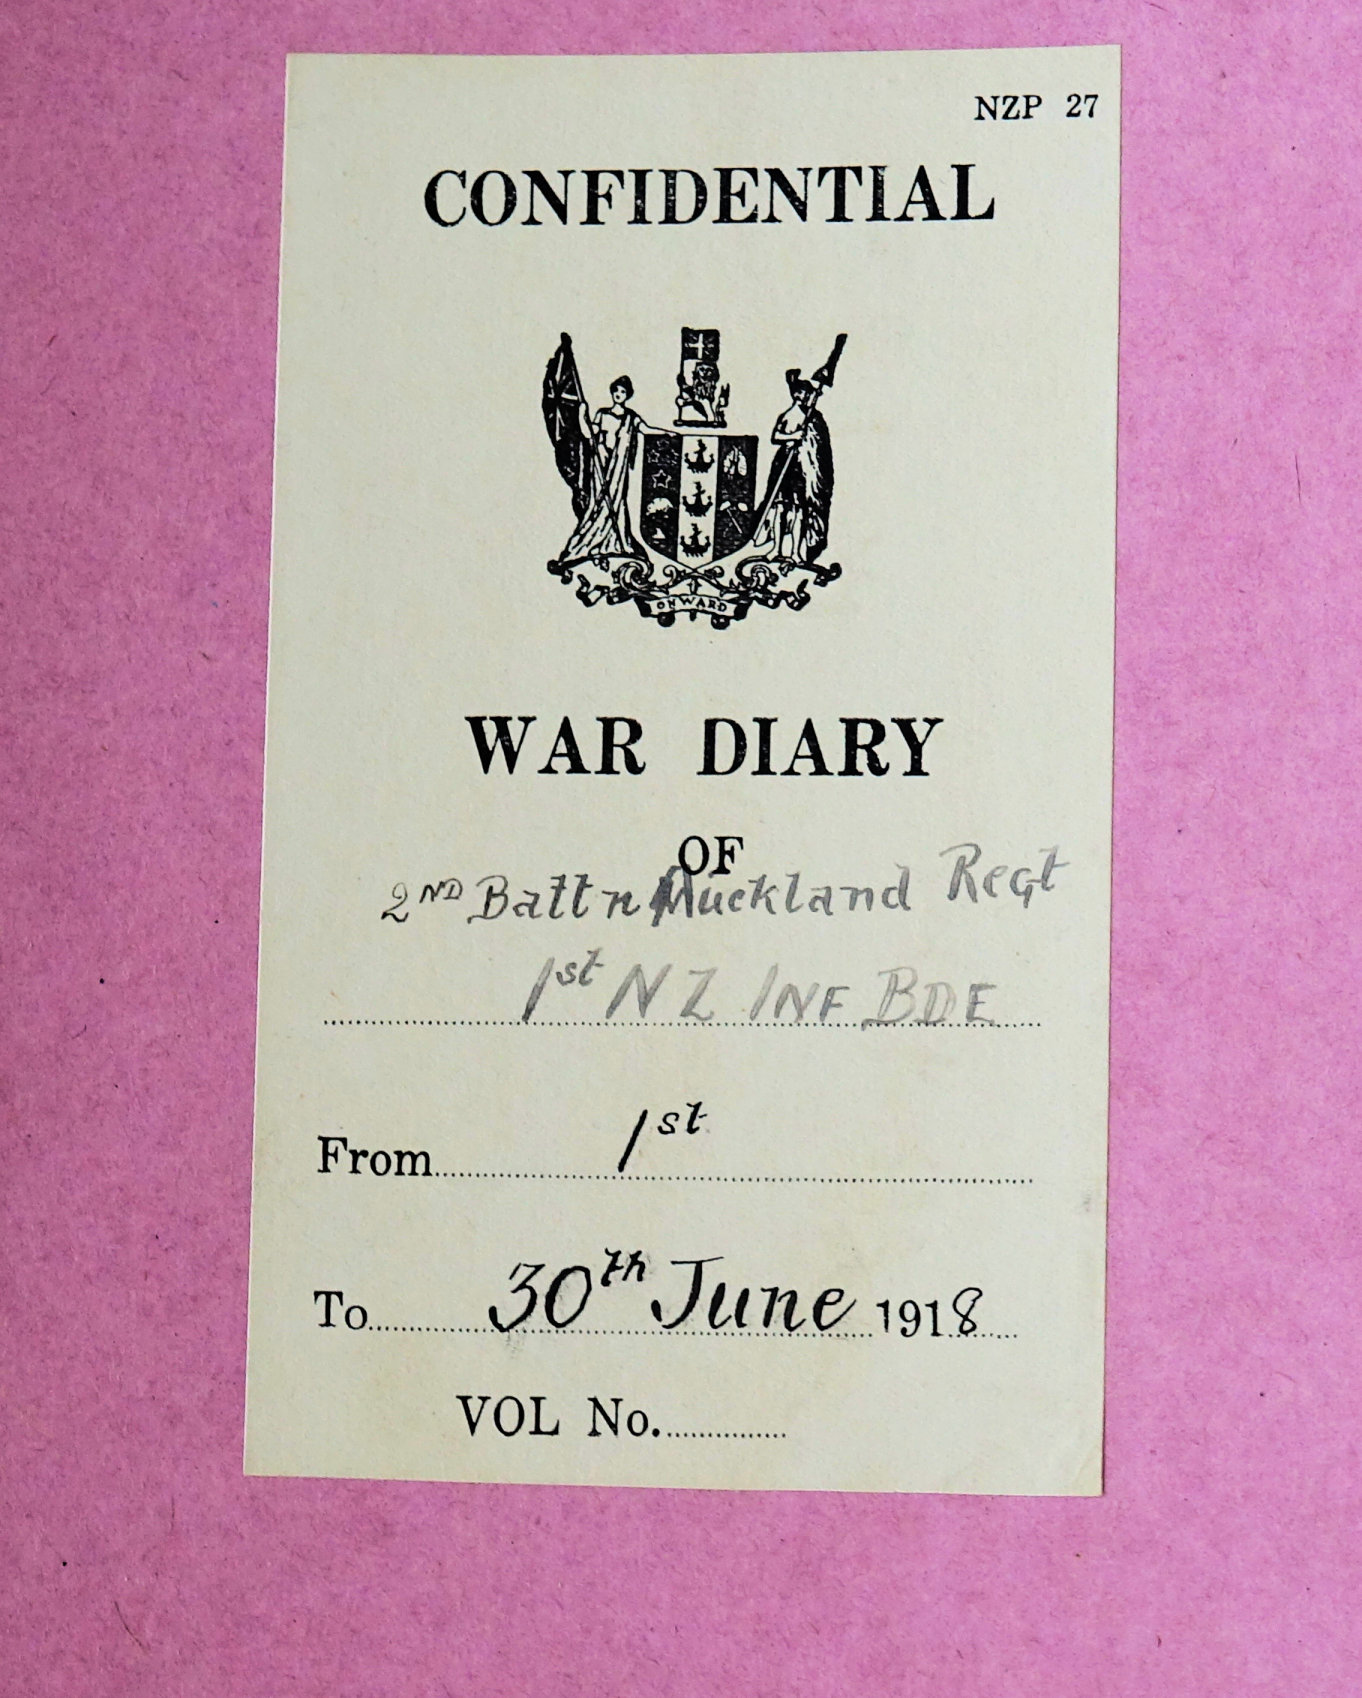 NZP 27
CONFIDENTIAL
ONWARD
WAR DIARY
OF
2ND Battn Auckland Regt
1st NZ INF BDE
From 1st
To 30th June 1918
VOL No.